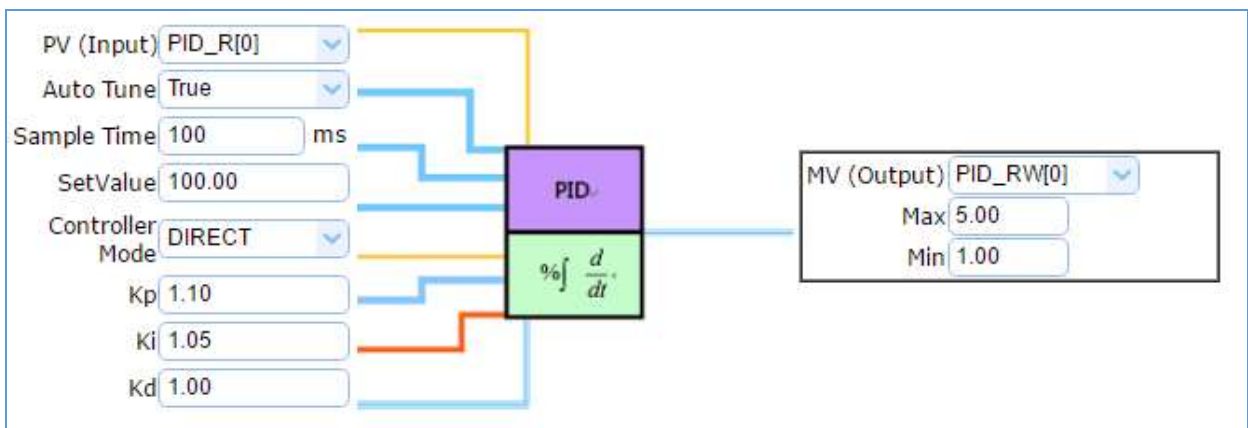 PV (Input) PID_R[0]
Auto Tune True
Sample Time 100 ms
SetValue 100.00
Controller
Mode DIRECT
Kp 1.10
Ki 1.05
Kd 1.00
PID
%∫ d/dt
MV (Output) PID_RW[0]
Max 5.00
Min 1.00